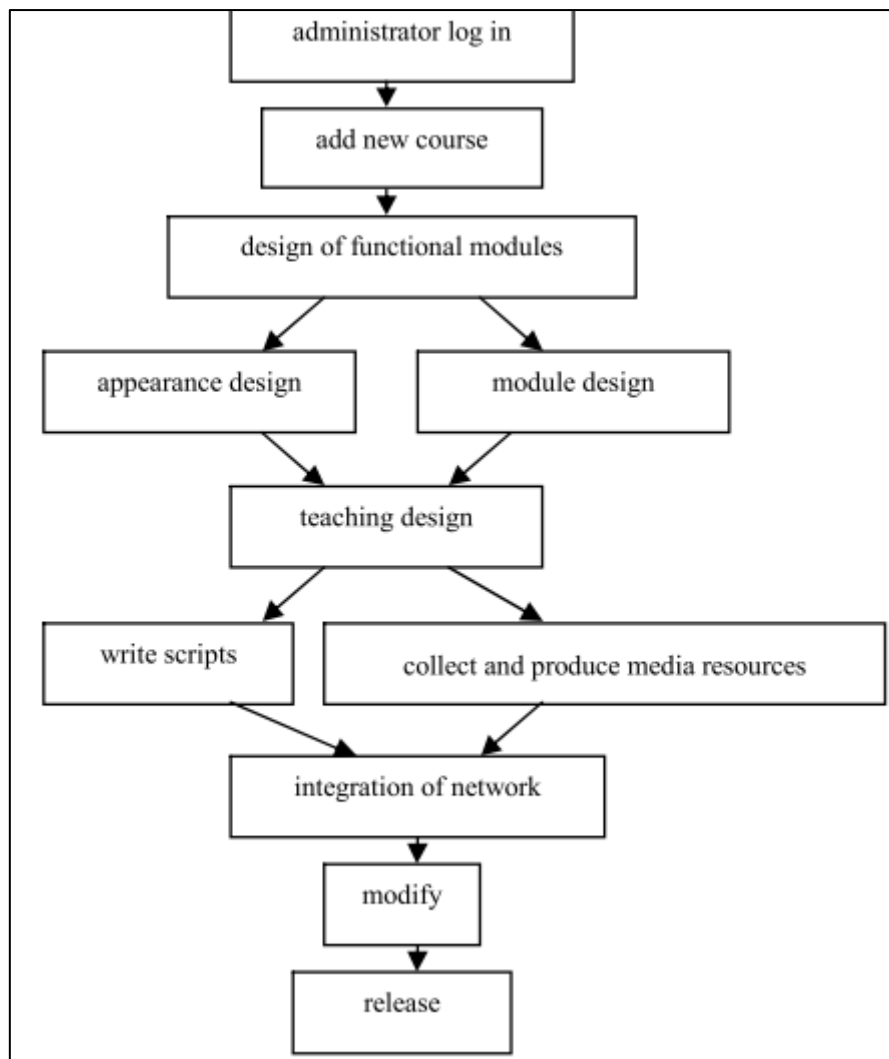 administrator log in
add new course
design of functional modules
appearance design
module design
teaching design
write scripts
collect and produce media resources
integration of network
modify
release